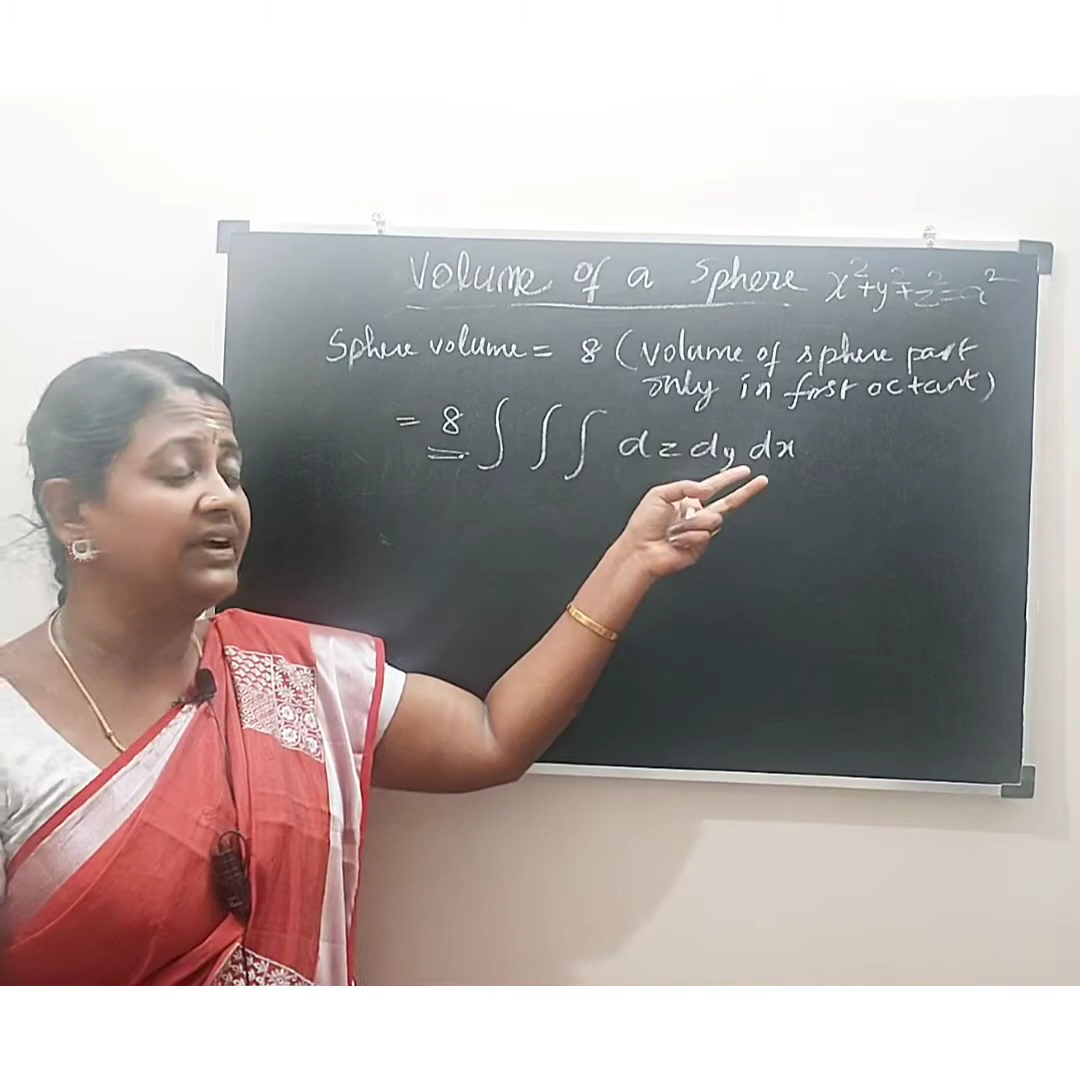 Volume of a Sphere x²+y²+z²=a²
Sphere volume = 8 (volume of sphere part
only in first octant)
= 8 ∫ ∫ ∫ dz dy dx